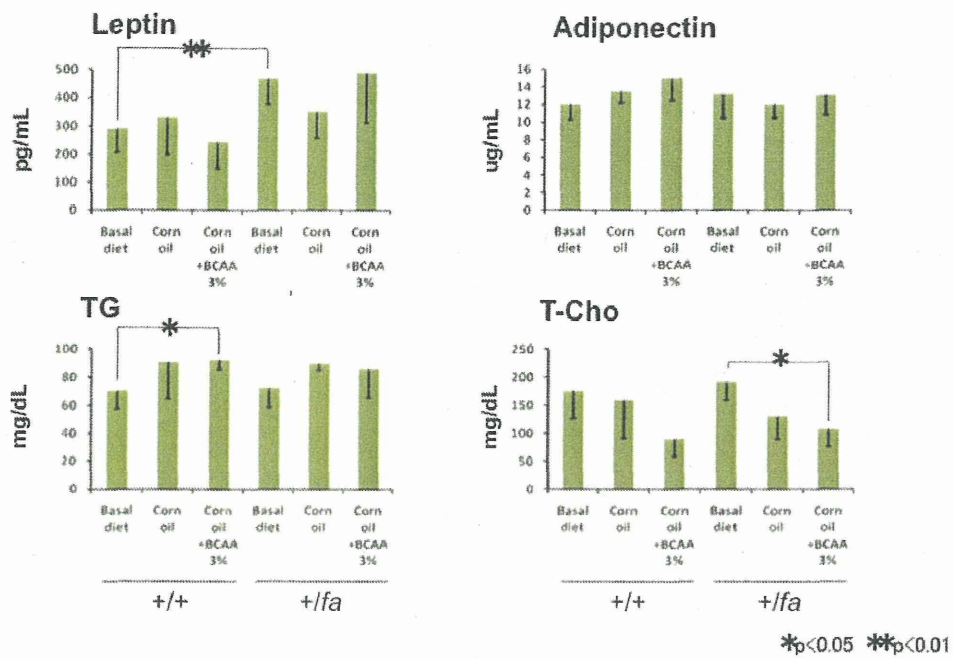 Leptin
**
pg/mL
500
400
300
200
100
0
Basal diet
Corn oil
Corn oil +BCAA 3%
Basal diet
Corn oil
Corn oil +BCAA 3%
Adiponectin
ug/mL
16
14
12
10
8
6
4
2
0
Basal diet
Corn oil
Corn oil +BCAA 3%
Basal diet
Corn oil
Corn oil +BCAA 3%
TG
*
mg/dL
100
80
60
40
20
0
Basal diet
Corn oil
Corn oil +BCAA 3%
Basal diet
Corn oil
Corn oil +BCAA 3%
+/+
+/fa
T-Cho
*
mg/dL
250
200
150
100
50
0
Basal diet
Corn oil
Corn oil +BCAA 3%
Basal diet
Corn oil
Corn oil +BCAA 3%
+/+
+/fa
*p<0.05 **p<0.01